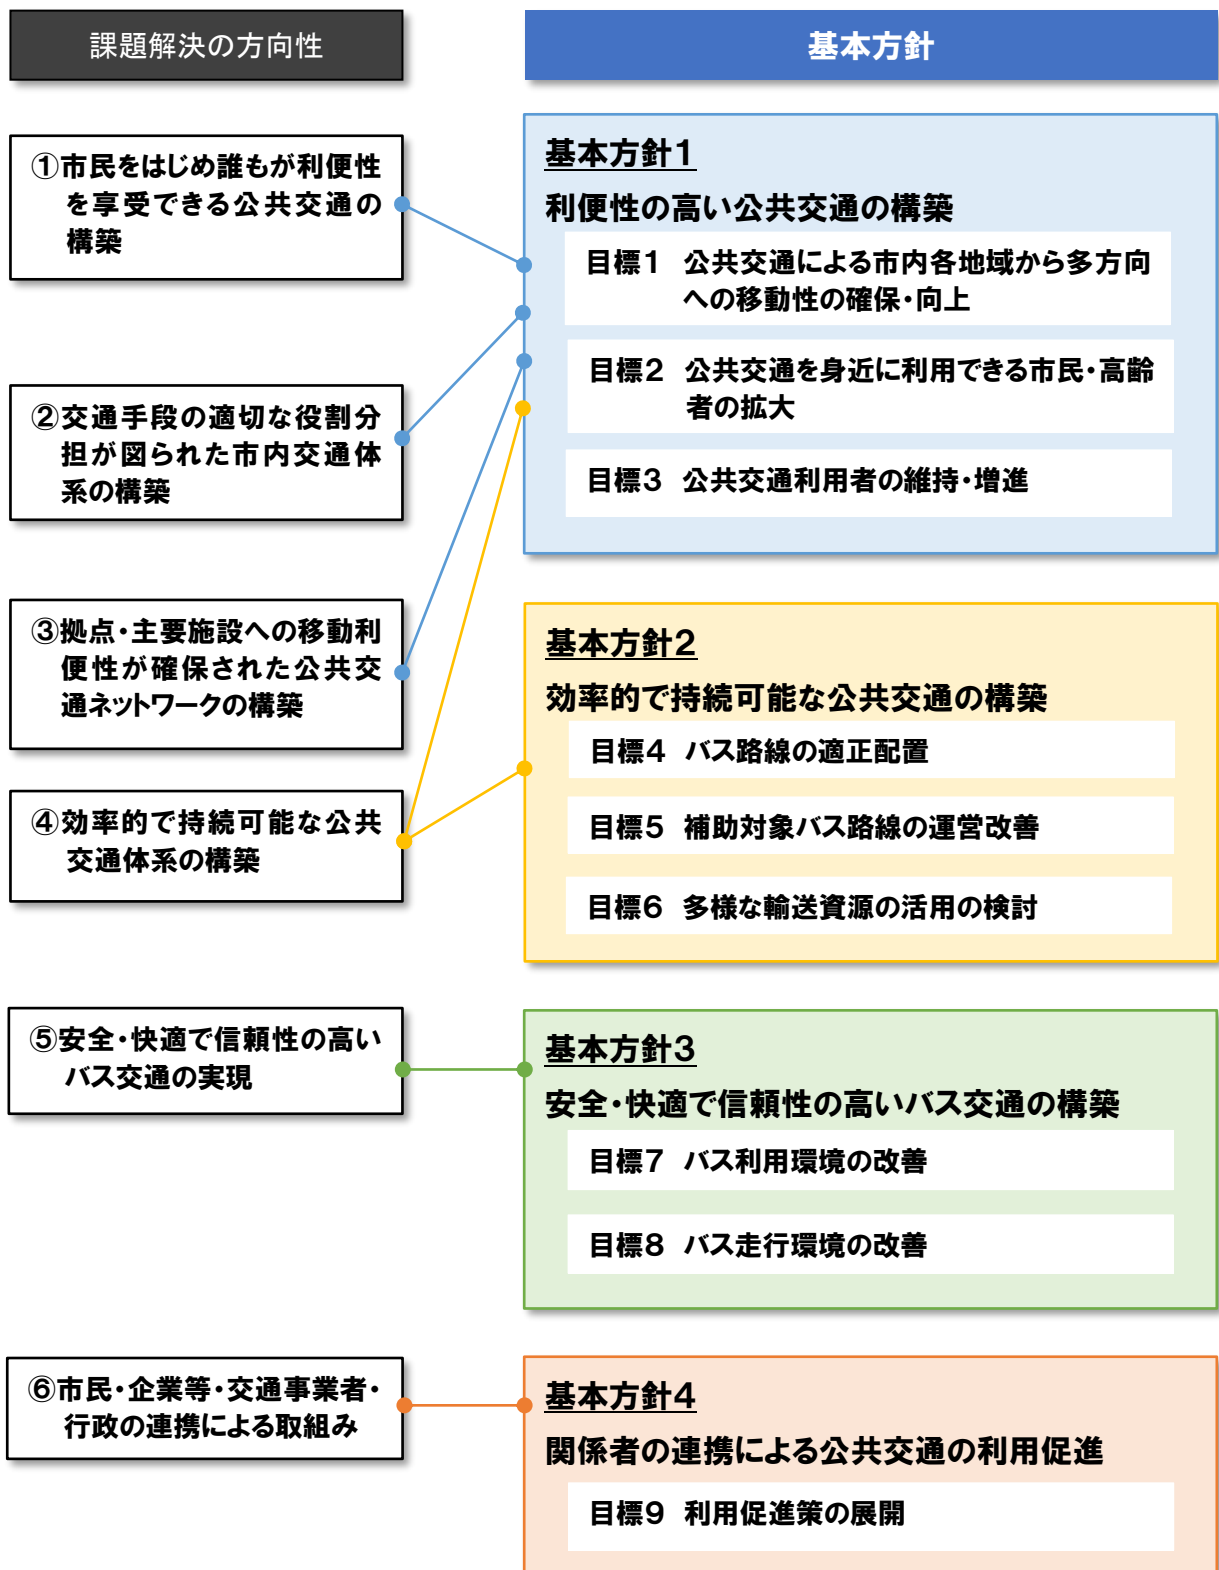 課題解決の方向性
基本方針
①市民をはじめ誰もが利便性
を享受できる公共交通の
構築
②交通手段の適切な役割分
担が図られた市内交通体
系の構築
③拠点・主要施設への移動利
便性が確保された公共交
通ネットワークの構築
④効率的で持続可能な公共
交通体系の構築
⑤安全・快適で信頼性の高い
バス交通の実現
⑥市民・企業等・交通事業者・
行政の連携による取組み
基本方針1
利便性の高い公共交通の構築
目標1 公共交通による市内各地域から多方向
への移動性の確保・向上
目標2 公共交通を身近に利用できる市民・高齢
者の拡大
目標3 公共交通利用者の維持・増進
基本方針2
効率的で持続可能な公共交通の構築
目標4 バス路線の適正配置
目標5 補助対象バス路線の運営改善
目標6 多様な輸送資源の活用の検討
基本方針3
安全・快適で信頼性の高いバス交通の構築
目標7 バス利用環境の改善
目標8 バス走行環境の改善
基本方針4
関係者の連携による公共交通の利用促進
目標9 利用促進策の展開